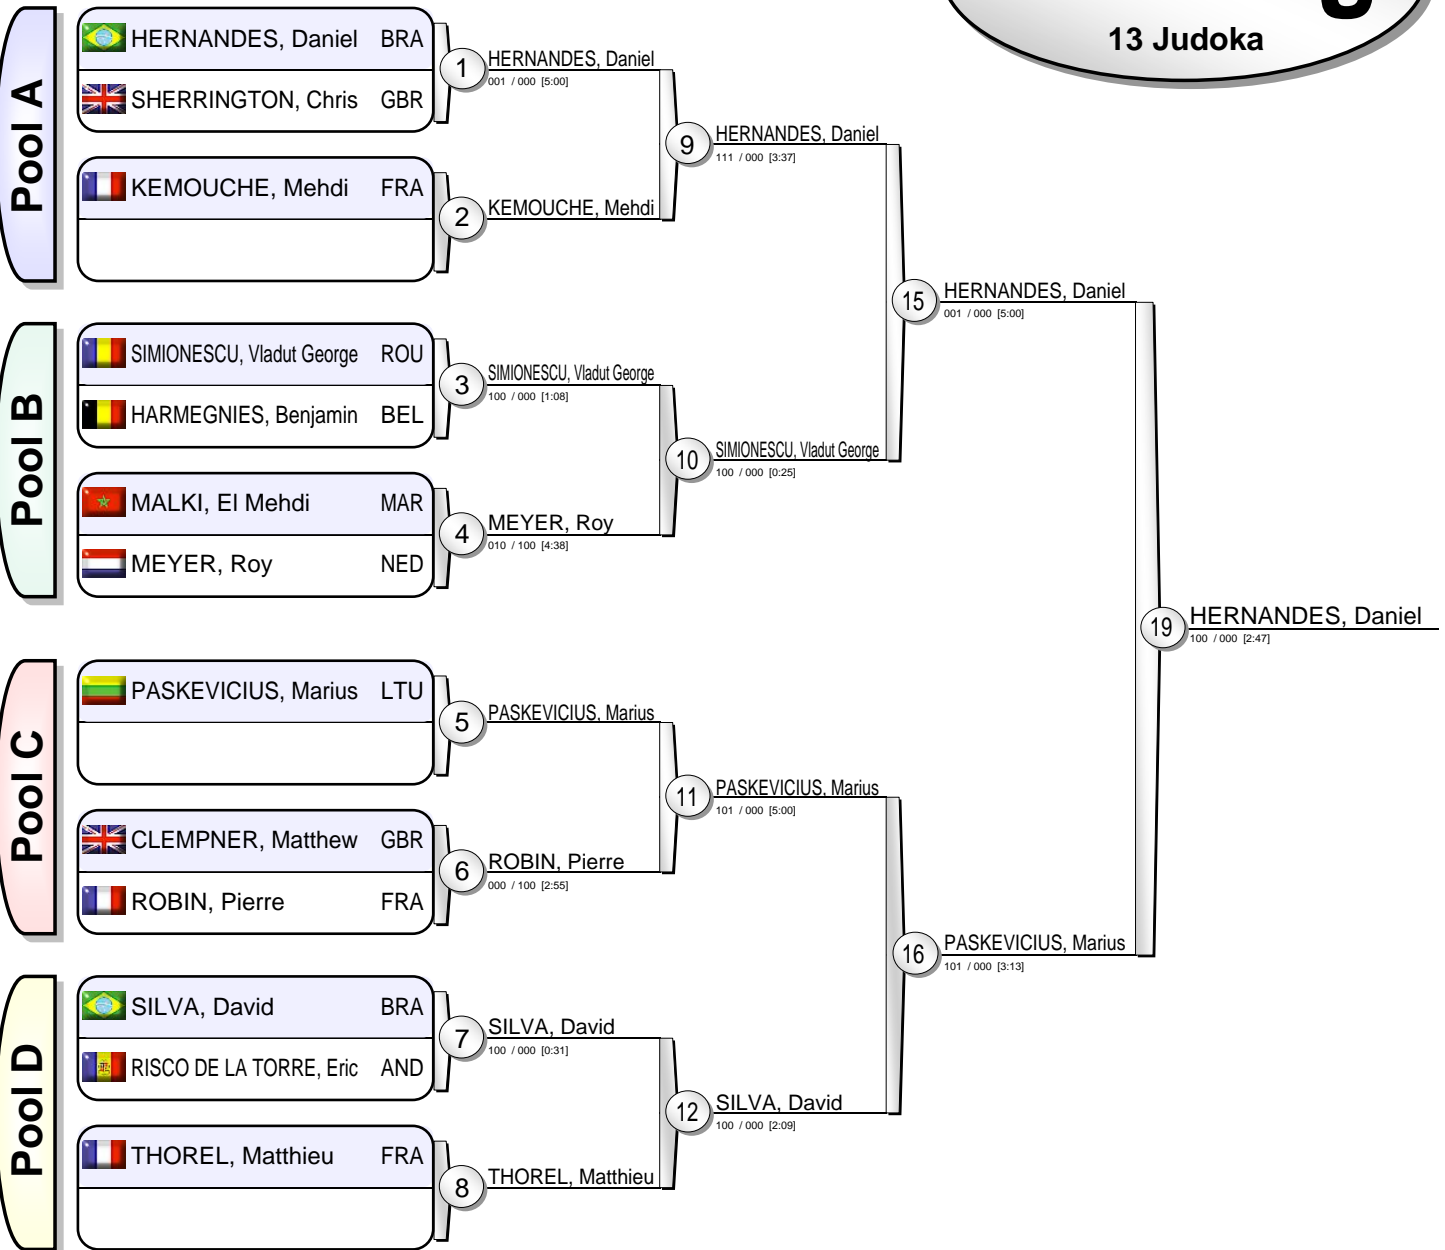 13 Judoka
Pool A
HERNANDES, Daniel BRA
SHERRINGTON, Chris GBR
KEMOUCHE, Mehdi FRA
1
HERNANDES, Daniel
001 / 000 [5:00]
2
KEMOUCHE, Mehdi
9
HERNANDES, Daniel
111 / 000 [3:37]
Pool B
SIMIONESCU, Vladut George ROU
HARMEGNIES, Benjamin BEL
MALKI, El Mehdi MAR
MEYER, Roy NED
3
SIMIONESCU, Vladut George
100 / 000 [1:08]
4
MEYER, Roy
010 / 100 [4:38]
10
SIMIONESCU, Vladut George
100 / 000 [0:25]
15
HERNANDES, Daniel
001 / 000 [5:00]
Pool C
PASKEVICIUS, Marius LTU
CLEMPNER, Matthew GBR
ROBIN, Pierre FRA
5
PASKEVICIUS, Marius
6
ROBIN, Pierre
000 / 100 [2:55]
11
PASKEVICIUS, Marius
101 / 000 [5:00]
Pool D
SILVA, David BRA
RISCO DE LA TORRE, Eric AND
THOREL, Matthieu FRA
7
SILVA, David
100 / 000 [0:31]
8
THOREL, Matthieu
12
SILVA, David
100 / 000 [2:09]
16
PASKEVICIUS, Marius
101 / 000 [3:13]
19
HERNANDES, Daniel
100 / 000 [2:47]